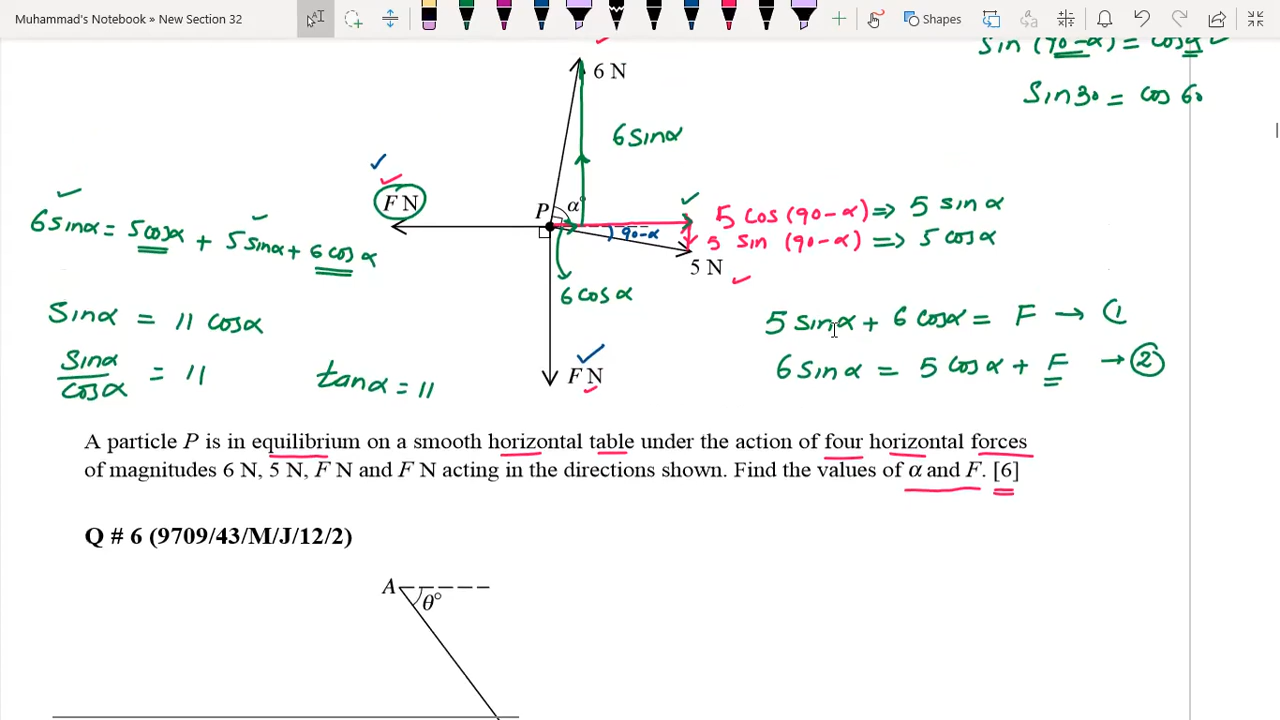 Muhammad's Notebook » New Section 32
Shapes
Sin (90-α) = cosα
Sin30 = cos 60
6 N
6 Sinα
F N
P
α°
90-α
5 cos (90-α) => 5 sin α
5 sin (90-α) => 5 cosα
5 N
6 cos α
6 sinα = 5 cosα + 5 sinα + 6 cos α
Sinα = 11 cosα
Sinα
cosα
= 11
tanα = 11
F N
5 sinα + 6 cosα = F → 1
6 sin α = 5 cos α + F → 2
A particle P is in equilibrium on a smooth horizontal table under the action of four horizontal forces
of magnitudes 6 N, 5 N, F N and F N acting in the directions shown. Find the values of α and F. [6]
Q # 6 (9709/43/M/J/12/2)
A
θ°